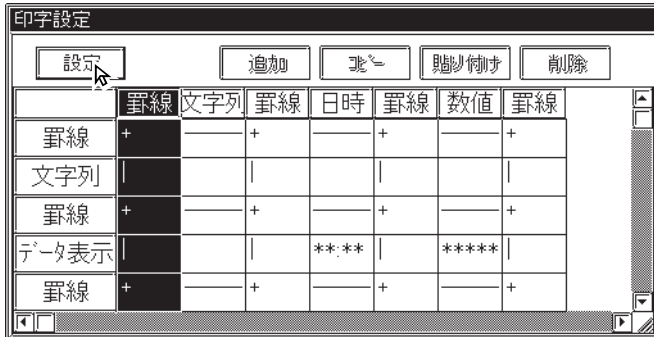 印字設定
設定 追加 ｺﾋﾟｰ 貼り付け 削除
罫線 文字列 罫線 日時 罫線 数値 罫線
罫線 + ─── + ─── + ─── +
文字列 | | | |
罫線 + ─── + ─── + ─── +
ﾃﾞｰﾀ表示 | | **:** | ***** |
罫線 + ─── + ─── + ─── +